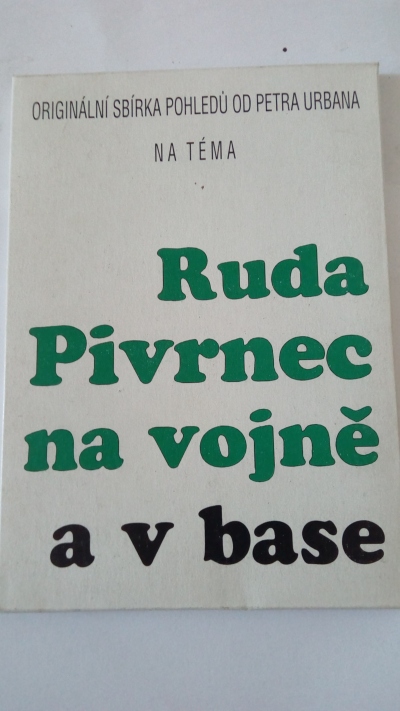 ORIGINÁLNÍ SBÍRKA POHLEDŮ OD PETRA URBANA
NA TÉMA
Ruda
Pivrnec
na vojně
a v base